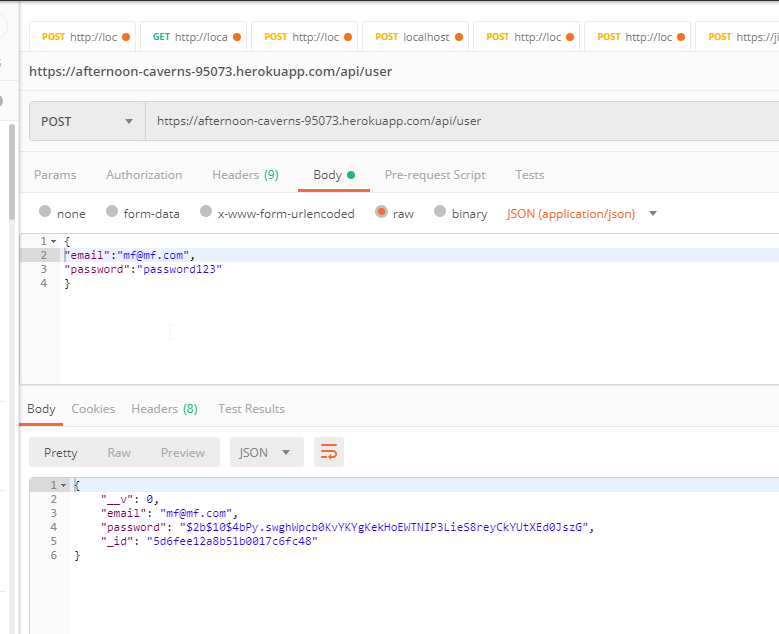 POST http://loc GET http://loca POST http://loc POST localhost POST http://loc POST http://loc POST https://ji
https://afternoon-caverns-95073.herokuapp.com/api/user
POST https://afternoon-caverns-95073.herokuapp.com/api/user
Params Authorization Headers (9) Body Pre-request Script Tests
none form-data x-www-form-urlencoded raw binary JSON (application/json)
1 {
2 "email":"mf@mf.com",
3 "password":"password123"
4 }
Body Cookies Headers (8) Test Results
Pretty Raw Preview JSON
1 {
2 "__v": 0,
3 "email": "mf@mf.com",
4 "password": "$2b$10$4bPy.swghWpcb0KvYKYgKekHoEWTNIP3LieS8reyCkYUtXEd0JszG",
5 "_id": "5d6fee12a8b51b0017c6fc48"
6 }